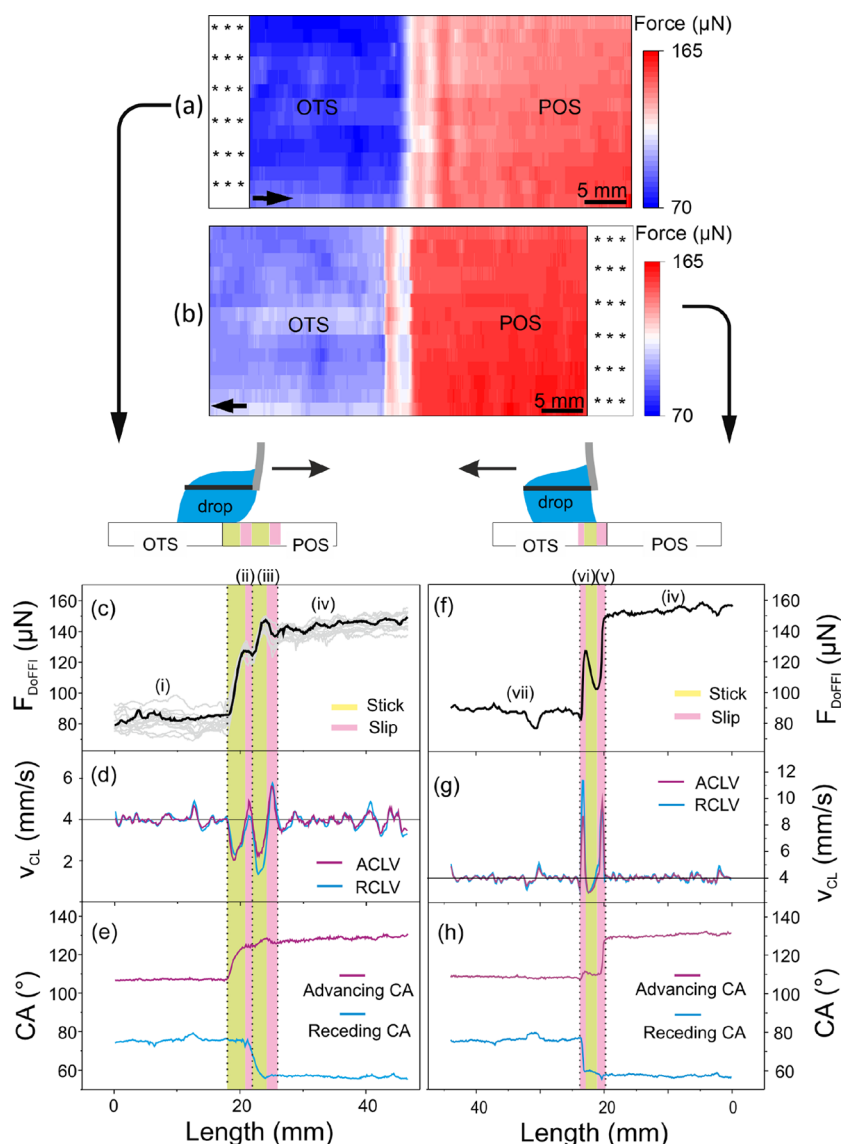 Force (µN)
165
* * *
* * *
* * *
* * *
* * *
* * *
(a)
OTS
POS
5 mm
70
Force (µN)
165
* * *
* * *
* * *
* * *
* * *
* * *
(b)
OTS
POS
5 mm
70
drop
OTS
POS
drop
OTS
POS
(ii) (iii)
(vi) (v)
(c)
(i)
(iv)
Stick
Slip
F DoFFI (µN)
160
140
120
100
80
(f)
(vii)
(iv)
Stick
Slip
160
140
120
100
80
F DoFFI (µN)
(d)
ACLV
RCLV
v CL (mm/s)
6
4
2
(g)
ACLV
RCLV
12
10
8
6
4
v CL (mm/s)
(e)
Advancing CA
Receding CA
CA (°)
140
120
100
80
60
0
20
40
Length (mm)
(h)
Advancing CA
Receding CA
140
120
100
80
60
CA (°)
40
20
0
Length (mm)